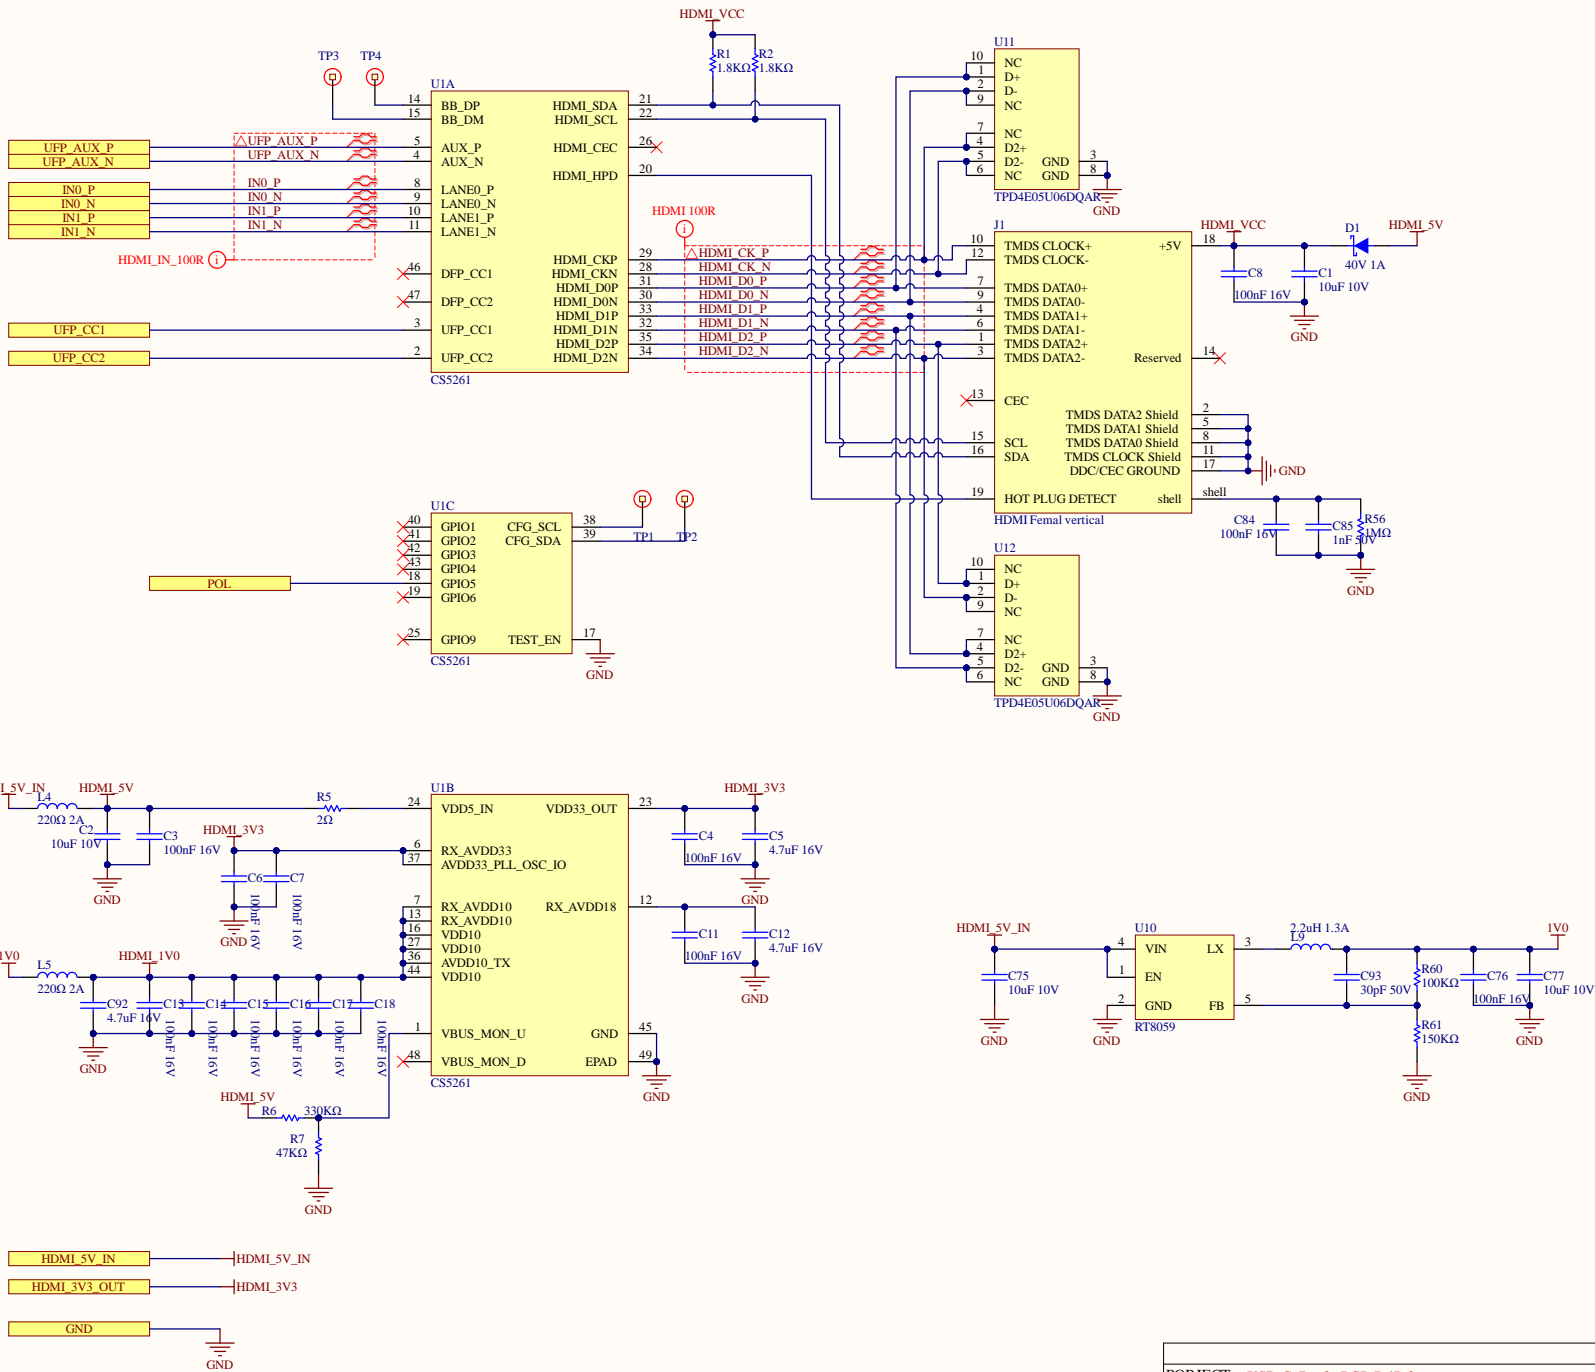 HDMI_VCC
R1
1.8KΩ
R2
1.8KΩ
TP3
TP4
U1A
14 BB_DP
15 BB_DM
5 AUX_P
4 AUX_N
8 LANE0_P
9 LANE0_N
10 LANE1_P
11 LANE1_N
46 DFP_CC1
47 DFP_CC2
3 UFP_CC1
2 UFP_CC2
HDMI_SDA 21
HDMI_SCL 22
HDMI_CEC 26
HDMI_HPD 20
HDMI_CKP 29
HDMI_CKN 28
HDMI_D0P 31
HDMI_D0N 30
HDMI_D1P 33
HDMI_D1N 32
HDMI_D2P 35
HDMI_D2N 34
CS5261
UFP_AUX_P
UFP_AUX_N
IN0_P
IN0_N
IN1_P
IN1_N
UFP_CC1
UFP_CC2
UFP_AUX_P
UFP_AUX_N
IN0_P
IN0_N
IN1_P
IN1_N
HDMI_IN_100R i
HDMI 100R
i
HDMI_CK_P
HDMI_CK_N
HDMI_D0_P
HDMI_D0_N
HDMI_D1_P
HDMI_D1_N
HDMI_D2_P
HDMI_D2_N
U11
10 NC
1 D+
2 D-
9 NC
7 NC
4 D2+
5 D2- GND 3
6 NC GND 8
TPD4E05U06DQAR
GND
J1
10 TMDS CLOCK+ +5V 18
12 TMDS CLOCK-
7 TMDS DATA0+
9 TMDS DATA0-
4 TMDS DATA1+
6 TMDS DATA1-
1 TMDS DATA2+
3 TMDS DATA2- Reserved 14
13 CEC
TMDS DATA2 Shield 2
TMDS DATA1 Shield 5
15 SCL TMDS DATA0 Shield 8
16 SDA TMDS CLOCK Shield 11
DDC/CEC GROUND 17
19 HOT PLUG DETECT shell shell
HDMI Femal vertical
HDMI_VCC
D1
40V 1A
HDMI_5V
C8
100nF 16V
C1
10uF 10V
GND
GND
C84
100nF 16V
C85
1nF 50V
R56
1MΩ
GND
U12
10 NC
1 D+
2 D-
9 NC
7 NC
4 D2+
5 D2- GND 3
6 NC GND 8
TPD4E05U06DQAR
GND
U1C
40 GPIO1 CFG_SCL 38
41 GPIO2 CFG_SDA 39
42 GPIO3
43 GPIO4
18 GPIO5
19 GPIO6
25 GPIO9 TEST_EN 17
CS5261
TP1
TP2
GND
POL
I_5V_IN
L4
220Ω 2A
HDMI_5V
C2
10uF 10V
C3
100nF 16V
GND
R5
2Ω
HDMI_3V3
C6
100nF 16V
C7
100nF 16V
GND
U1B
24 VDD5_IN VDD33_OUT 23
6 RX_AVDD33
37 AVDD33_PLL_OSC_IO
7 RX_AVDD10 RX_AVDD18 12
13 RX_AVDD10
16 VDD10
27 VDD10
36 AVDD10_TX
44 VDD10
1 VBUS_MON_U GND 45
48 VBUS_MON_D EPAD 49
CS5261
GND
HDMI_3V3
C4
100nF 16V
C5
4.7uF 16V
GND
C11
100nF 16V
C12
4.7uF 16V
GND
1V0
L5
220Ω 2A
HDMI_1V0
C92
4.7uF 16V
C13
100nF 16V
C14
100nF 16V
C15
100nF 16V
C16
100nF 16V
C17
100nF 16V
C18
100nF 16V
GND
HDMI_5V
R6 330KΩ
R7
47KΩ
GND
HDMI_5V_IN
C75
10uF 10V
GND
U10
4 VIN LX 3
1 EN
2 GND FB 5
RT8059
GND
2.2uH 1.3A
L9
C93
30pF 50V
R60
100KΩ
R61
150KΩ
GND
C76
100nF 16V
C77
10uF 10V
1V0
GND
HDMI_5V_IN HDMI_5V_IN
HDMI_3V3_OUT HDMI_3V3
GND
GND